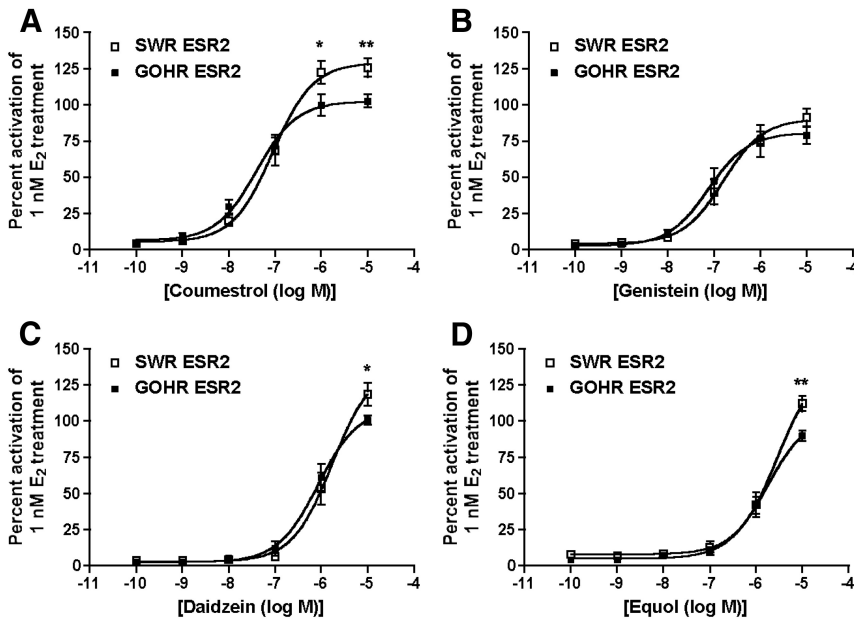 A
Percent activation of
1 nM E₂ treatment
150
125
100
75
50
25
0
SWR ESR2
GOHR ESR2
*
**
-11
-10
-9
-8
-7
-6
-5
-4
[Coumestrol (log M)]
B
Percent activation of
1 nM E₂ treatment
150
125
100
75
50
25
0
SWR ESR2
GOHR ESR2
-11
-10
-9
-8
-7
-6
-5
-4
[Genistein (log M)]
C
Percent activation of
1 nM E₂ treatment
150
125
100
75
50
25
0
SWR ESR2
GOHR ESR2
*
-11
-10
-9
-8
-7
-6
-5
-4
[Daidzein (log M)]
D
Percent activation of
1 nM E₂ treatment
150
125
100
75
50
25
0
SWR ESR2
GOHR ESR2
**
-11
-10
-9
-8
-7
-6
-5
-4
[Equol (log M)]